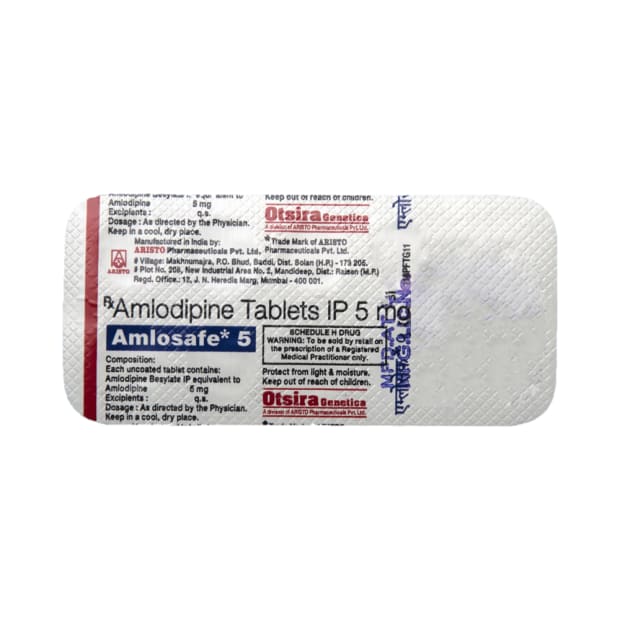 Amlodipine 5 mg
Excipients : q.s.
Dosage : As directed by the Physician.
Keep in a cool, dry place.
Keep out of reach of children.
Otsira Genetica
A division of ARISTO Pharmaceuticals Pvt. Ltd.
Manufactured in India by:
ARISTO Pharmaceuticals Pvt. Ltd.
* Trade Mark of ARISTO
Pharmaceuticals Pvt. Ltd.
ARISTO
# Village: Makhnumajra, P.O. Bhud, Baddi, Dist. Solan (H.P.) - 173 205.
# Plot No. 208, New Industrial Area No. 2, Mandideep, Dist.: Raisen (M.P.)
Regd. Office.: 12, J. N. Heredia Marg, Mumbai - 400 001.
Rx Amlodipine Tablets IP 5 mg
Amlosafe* 5
SCHEDULE H DRUG
WARNING: To be sold by retail on
the prescription of a Registered
Medical Practitioner only.
Composition:
Each uncoated tablet contains:
Amlodipine Besylate IP equivalent to
Amlodipine 5 mg
Excipients : q.s.
Dosage : As directed by the Physician.
Keep in a cool, dry place.
Protect from light & moisture.
Keep out of reach of children.
Otsira Genetica
A division of ARISTO Pharmaceuticals Pvt. Ltd.